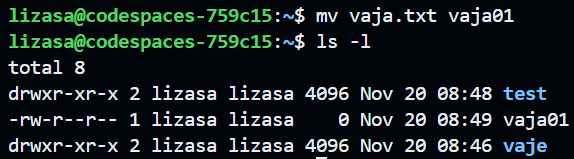 lizasa@codespaces-759c15:~$ mv vaja.txt vaja01
lizasa@codespaces-759c15:~$ ls -l
total 8
drwxr-xr-x 2 lizasa lizasa 4096 Nov 20 08:48 test
-rw-r--r-- 1 lizasa lizasa    0 Nov 20 08:49 vaja01
drwxr-xr-x 2 lizasa lizasa 4096 Nov 20 08:46 vaje